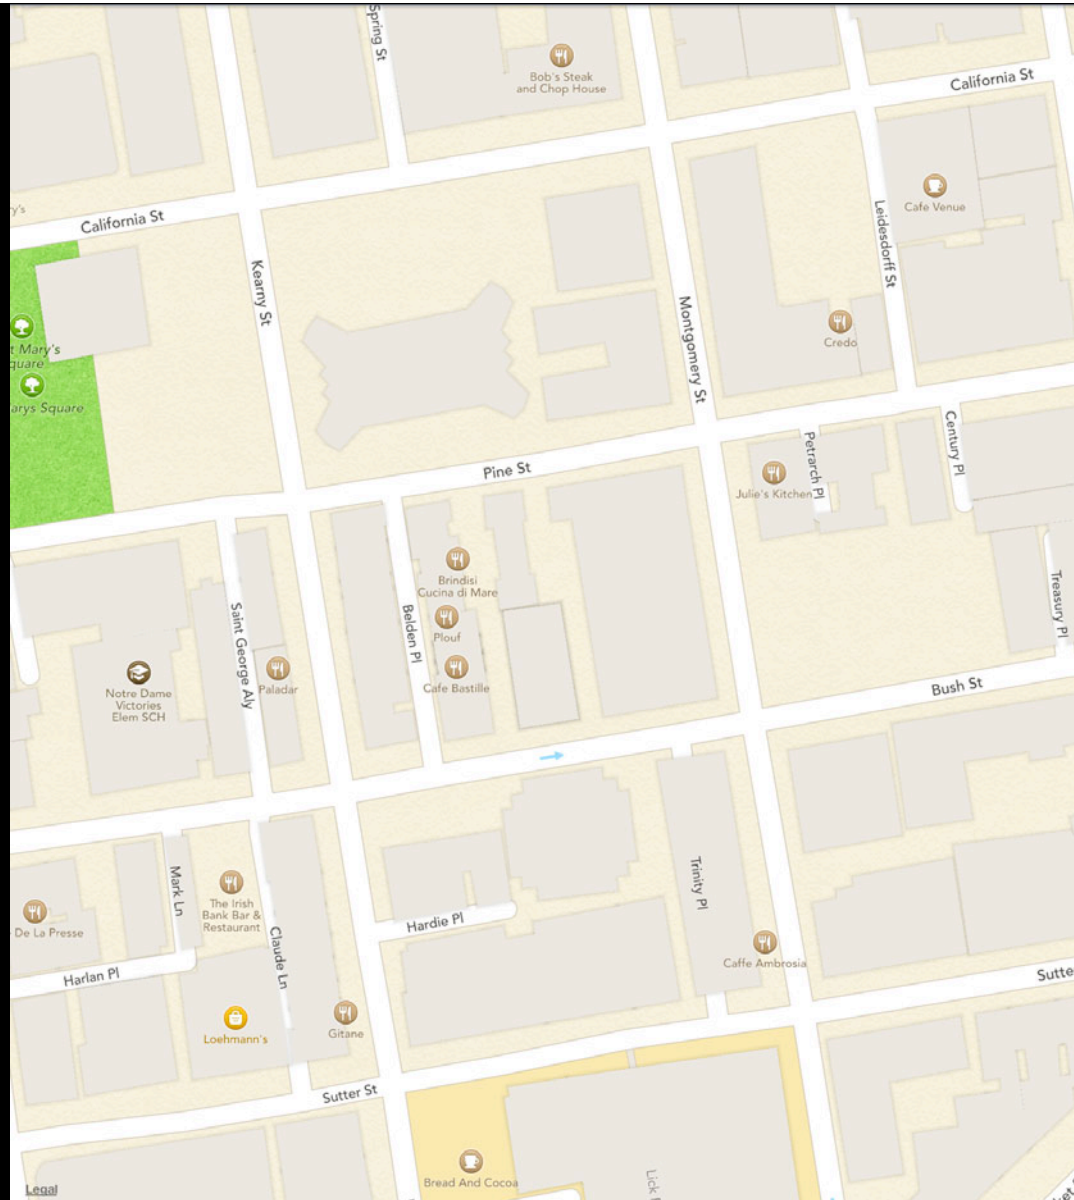 Spring St
Bob's Steak
and Chop House
California St
Cafe Venue
y's
California St
Leidesdorff St
Kearny St
Montgomery St
Credo
t Mary's
quare
arys Square
Century Pl
Petrarch Pl
Pine St
Julie's Kitchen
Brindisi
Cucina di Mare
Treasury Pl
Plouf
Belden Pl
Saint George Aly
Paladar
Cafe Bastille
Notre Dame
Victories
Elem SCH
Bush St
Mark Ln
Trinity Pl
The Irish
Bank Bar &
Restaurant
De La Presse
Hardie Pl
Claude Ln
Caffe Ambrosia
Harlan Pl
Sutte
Loehmann's
Gitane
Sutter St
Bread And Cocoa
Lick
Legal
ket